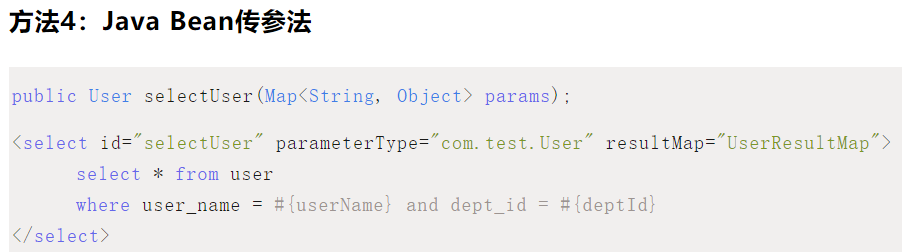 方法4：Java Bean传参法
public User selectUser(Map<String, Object> params);
<select id="selectUser" parameterType="com.test.User" resultMap="UserResultMap">
select * from user
where user_name = #{userName} and dept_id = #{deptId}
</select>